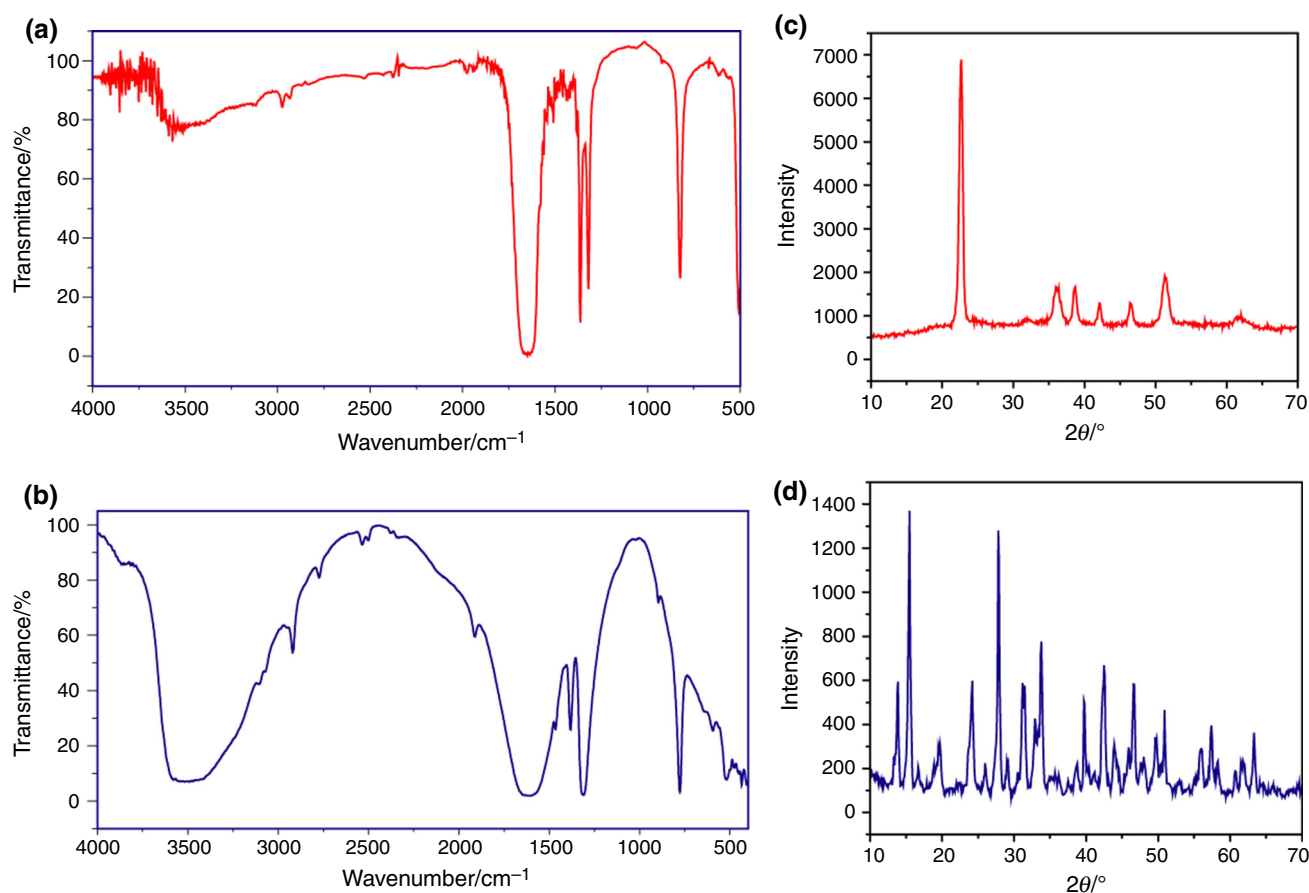 (a)
100
80
60
40
20
0
Transmittance/%
4000 3500 3000 2500 2000 1500 1000 500
Wavenumber/cm⁻¹
(c)
7000
6000
5000
4000
3000
2000
1000
0
Intensity
10 20 30 40 50 60 70
2θ/°
(b)
100
80
60
40
20
0
Transmittance/%
4000 3500 3000 2500 2000 1500 1000 500
Wavenumber/cm⁻¹
(d)
1400
1200
1000
800
600
400
200
0
Intensity
10 20 30 40 50 60 70
2θ/°